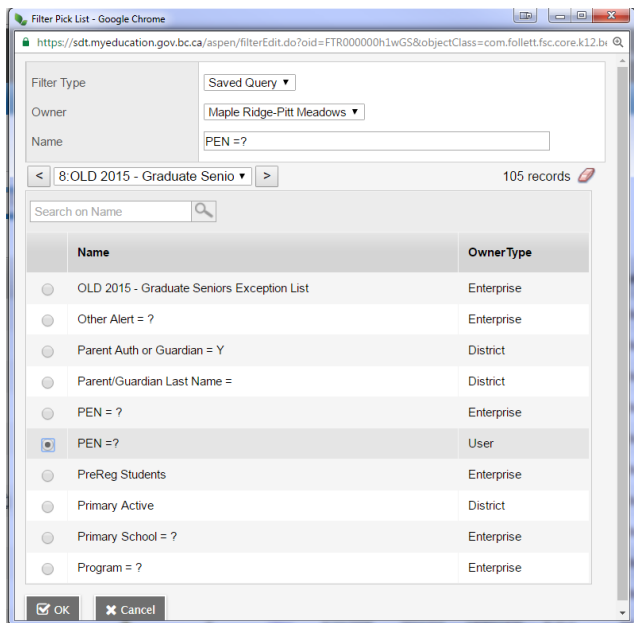 Filter Pick List - Google Chrome
https://sdt.myeducation.gov.bc.ca/aspen/filterEdit.do?oid=FTR000000h1wGS&objectClass=com.follett.fsc.core.k12.be
Filter Type Saved Query
Owner Maple Ridge-Pitt Meadows
Name PEN =?
< 8:OLD 2015 - Graduate Senio > 105 records
Search on Name
Name OwnerType
OLD 2015 - Graduate Seniors Exception List Enterprise
Other Alert = ? Enterprise
Parent Auth or Guardian = Y District
Parent/Guardian Last Name = District
PEN = ? Enterprise
PEN =? User
PreReg Students Enterprise
Primary Active District
Primary School = ? Enterprise
Program = ? Enterprise
OK Cancel